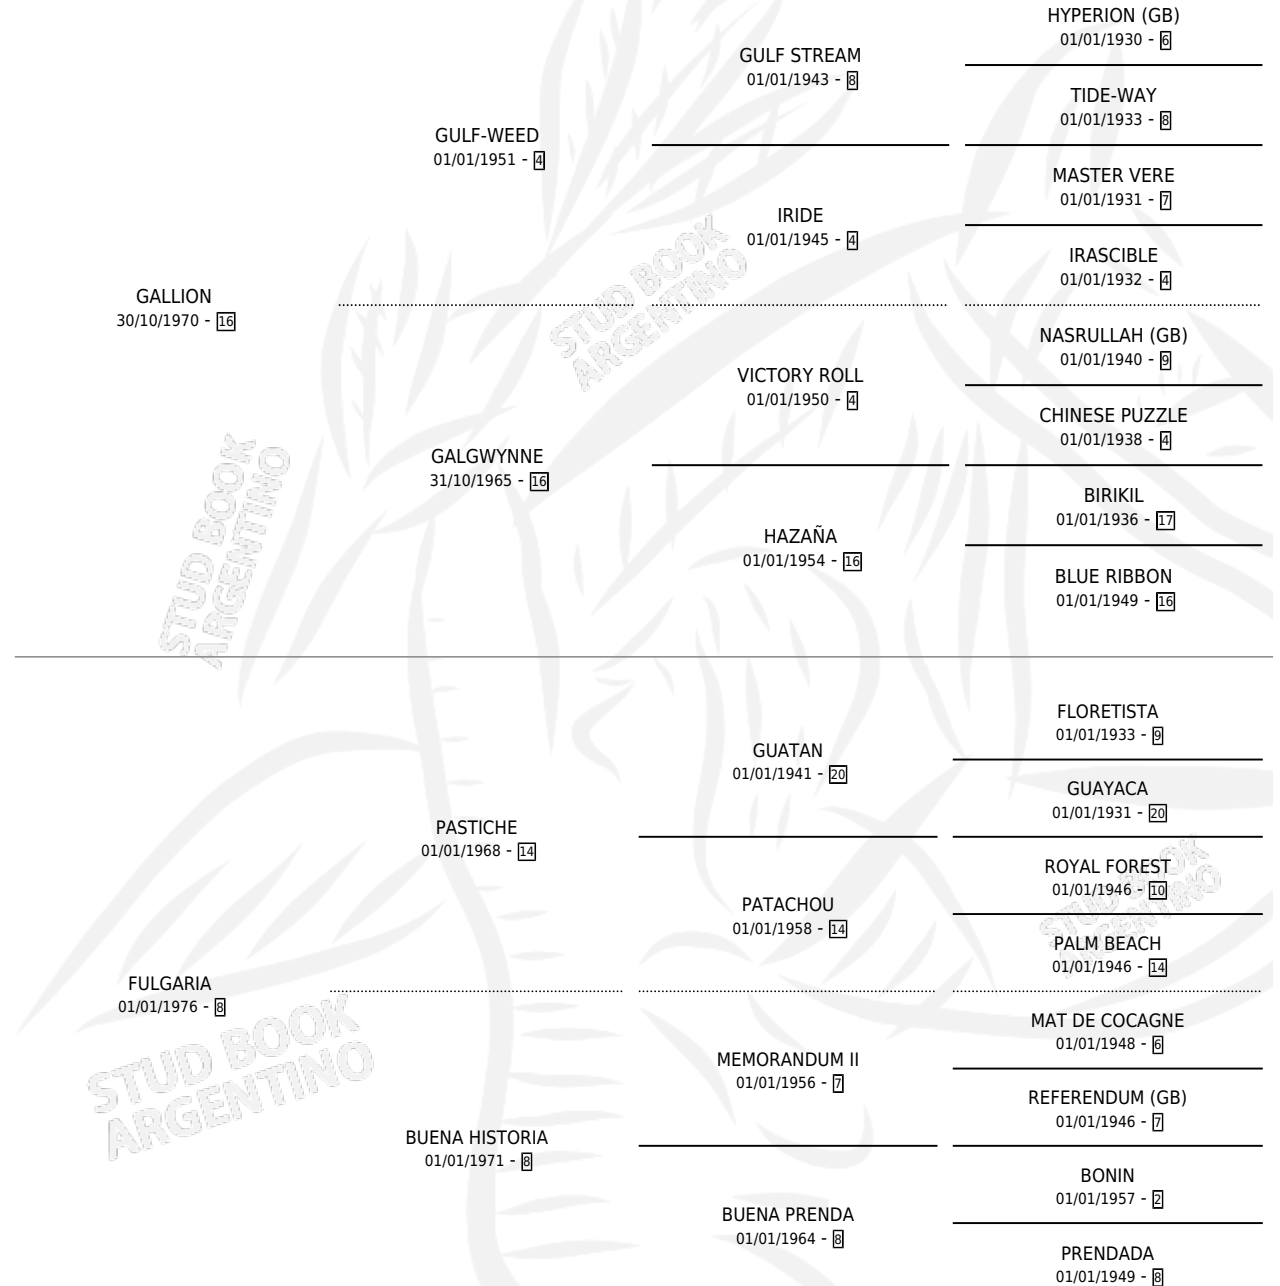 HYPERION (GB)
01/01/1930 - 6
GULF STREAM
01/01/1943 - 8
TIDE-WAY
01/01/1933 - 8
GULF-WEED
01/01/1951 - 4
MASTER VERE
01/01/1931 - 7
IRIDE
01/01/1945 - 4
IRASCIBLE
01/01/1932 - 4
GALLION
30/10/1970 - 16
NASRULLAH (GB)
01/01/1940 - 9
VICTORY ROLL
01/01/1950 - 4
CHINESE PUZZLE
01/01/1938 - 4
GALGWYNNE
31/10/1965 - 16
BIRIKIL
01/01/1936 - 17
HAZAÑA
01/01/1954 - 16
BLUE RIBBON
01/01/1949 - 16
FLORETISTA
01/01/1933 - 9
GUATAN
01/01/1941 - 20
GUAYACA
01/01/1931 - 20
PASTICHE
01/01/1968 - 14
ROYAL FOREST
01/01/1946 - 10
PATACHOU
01/01/1958 - 14
PALM BEACH
01/01/1946 - 14
FULGARIA
01/01/1976 - 8
MAT DE COCAGNE
01/01/1948 - 6
MEMORANDUM II
01/01/1956 - 7
REFERENDUM (GB)
01/01/1946 - 7
BUENA HISTORIA
01/01/1971 - 8
BONIN
01/01/1957 - 2
BUENA PRENDA
01/01/1964 - 8
PRENDADA
01/01/1949 - 8
STUD BOOK
ARGENTINO
STUD BOOK
ARGENTINO
STUD BOOK
ARGENTINO
STUD BOOK
ARGENTINO